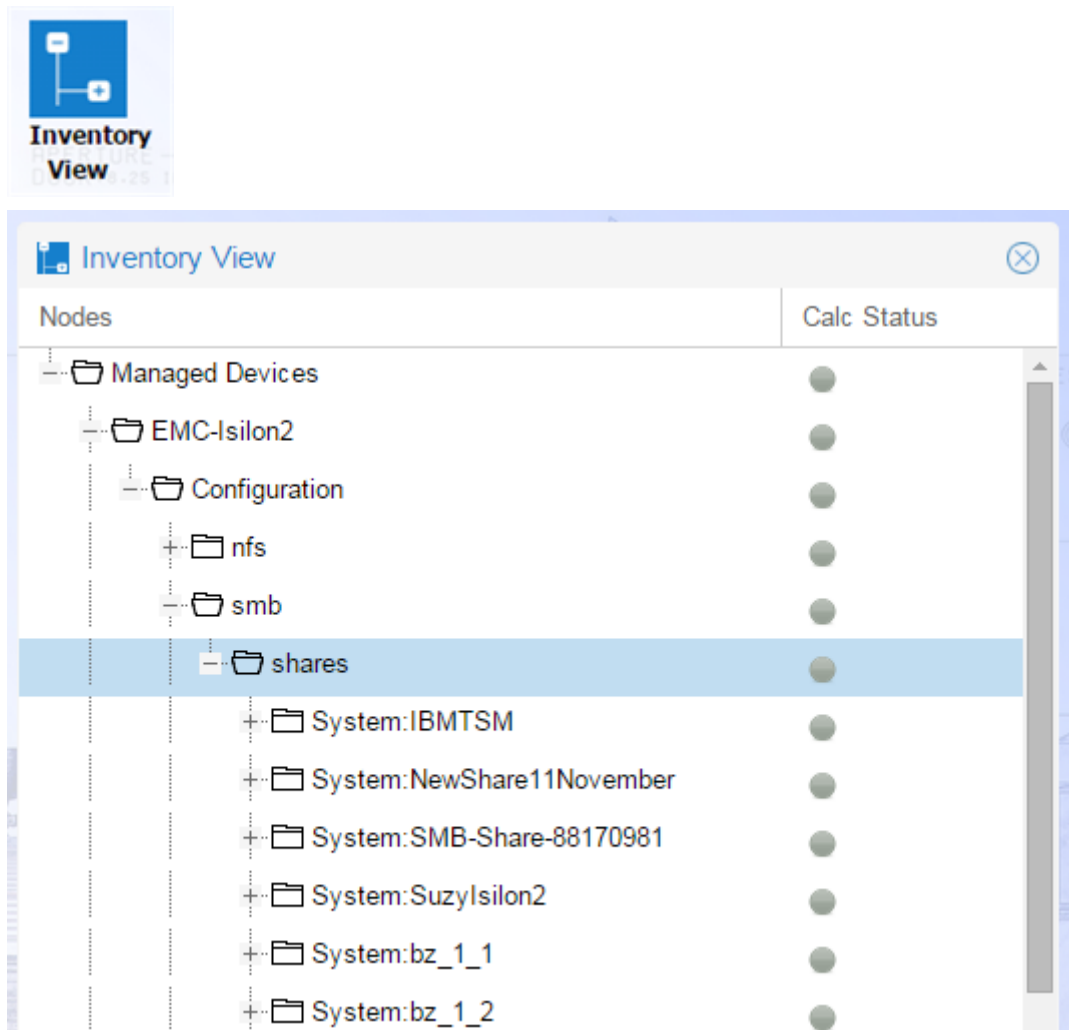 Inventory
View
Inventory View
Nodes Calc Status
Managed Devices
EMC-Isilon2
Configuration
nfs
smb
shares
System:IBMTSM
System:NewShare11November
System:SMB-Share-88170981
System:SuzyIsilon2
System:bz_1_1
System:bz_1_2